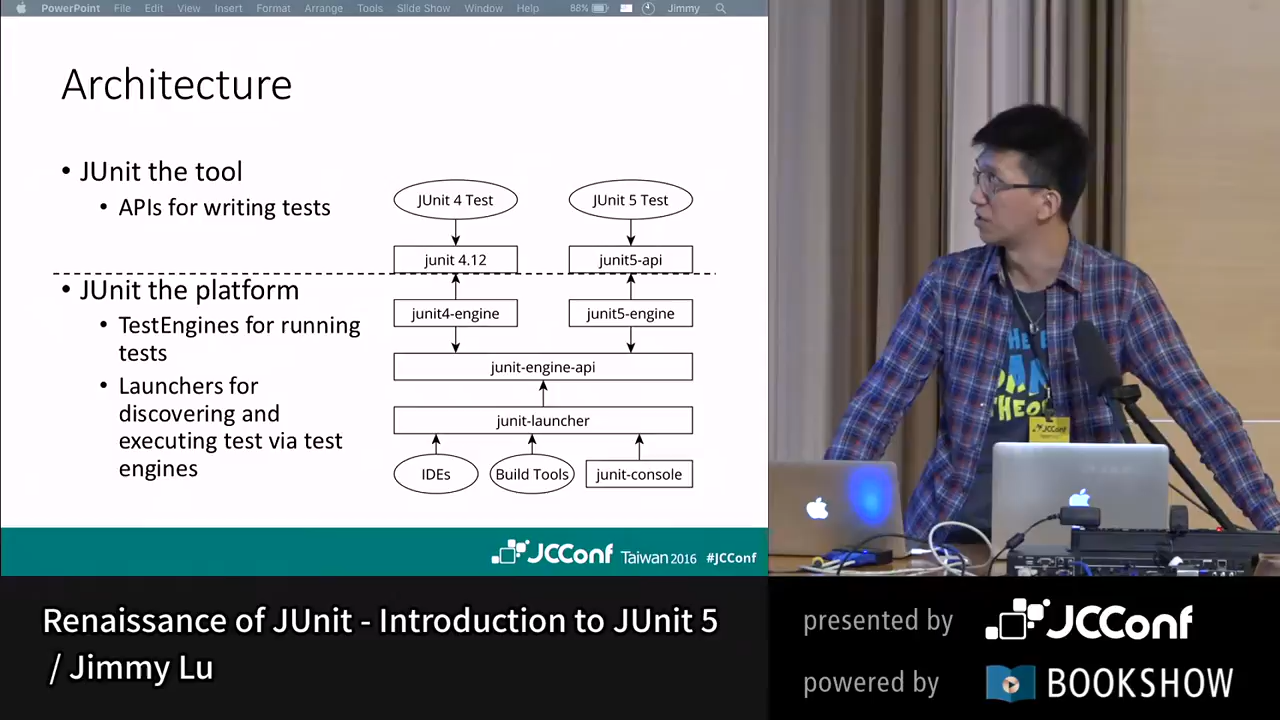 PowerPoint File Edit View Insert Format Arrange Tools Slide Show Window Help 88% Jimmy
Architecture
• JUnit the tool
• APIs for writing tests
• JUnit the platform
• TestEngines for running
tests
• Launchers for
discovering and
executing test via test
engines
JUnit 4 Test
JUnit 5 Test
junit 4.12
junit5-api
junit4-engine
junit5-engine
junit-engine-api
junit-launcher
IDEs
Build Tools
junit-console
JCConf Taiwan 2016 #JCConf
JCConf
Renaissance of JUnit - Introduction to JUnit 5
/ Jimmy Lu
presented by JCConf
powered by BOOKSHOW